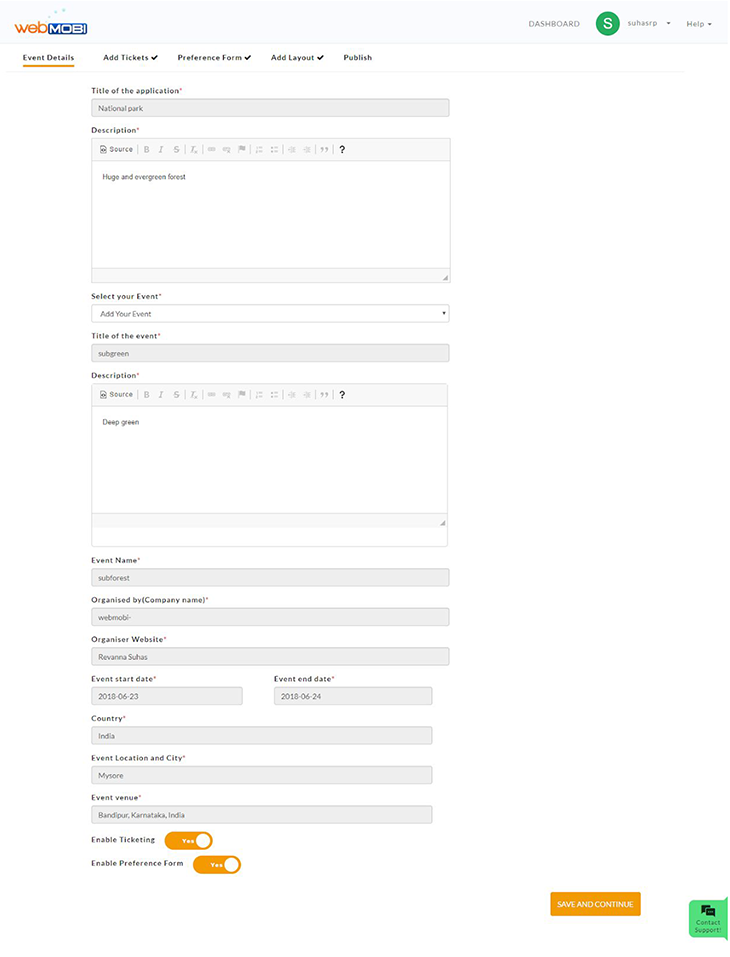 webMOBI
DASHBOARD S suhasrp Help
Event Details Add Tickets ✔ Preference Form ✔ Add Layout ✔ Publish
Title of the application*
National park
Description*
Source B I S Tx ?
Huge and evergreen forest
Select your Event*
Add Your Event
Title of the event*
subgreen
Description*
Source B I S Tx ?
Deep green
Event Name*
subforest
Organised by(Company name)*
webmobi-
Organiser Website*
Revanna Suhas
Event start date* Event end date*
2018-06-23 2018-06-24
Country*
India
Event Location and City*
Mysore
Event venue*
Bandipur, Karnataka, India
Enable Ticketing Yes
Enable Preference Form Yes
SAVE AND CONTINUE
Contact
Support!